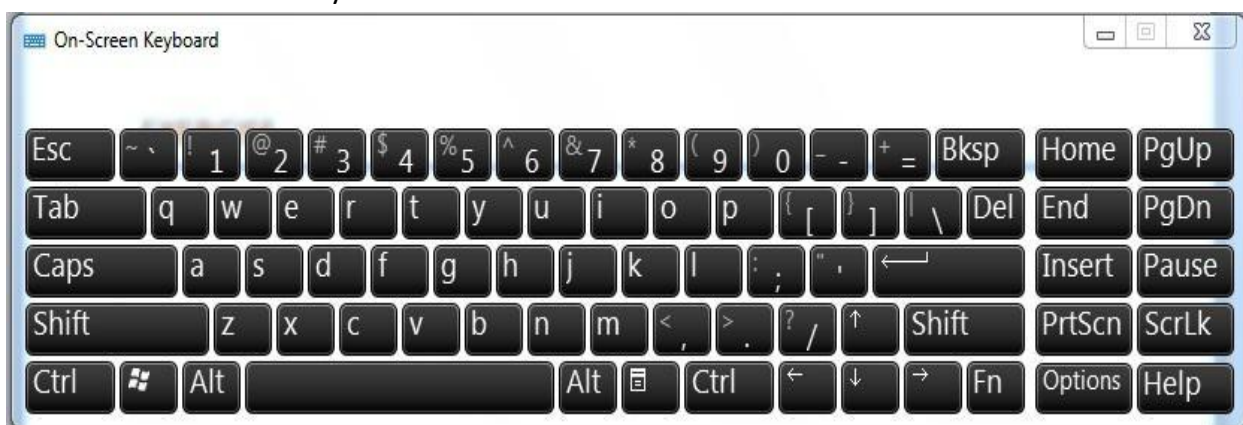 On-Screen Keyboard
Esc ~ ` ! 1 @ 2 # 3 $ 4 % 5 ^ 6 & 7 * 8 ( 9 ) 0 _ - + = Bksp Home PgUp
Tab q w e r t y u i o p { [ } ] | \ Del End PgDn
Caps a s d f g h j k l : ; " ' ← Insert Pause
Shift z x c v b n m < , > . ? / ↑ Shift PrtScn ScrLk
Ctrl Alt Alt Ctrl ← ↓ → Fn Options Help